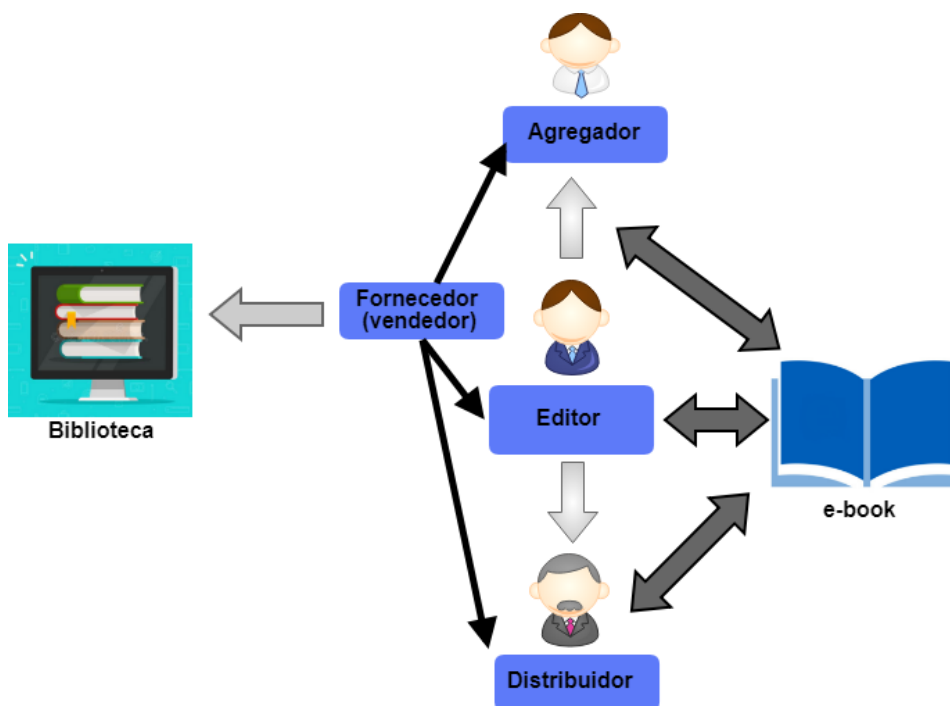 Agregador
Fornecedor
(vendedor)
Biblioteca
Editor
e-book
Distribuidor